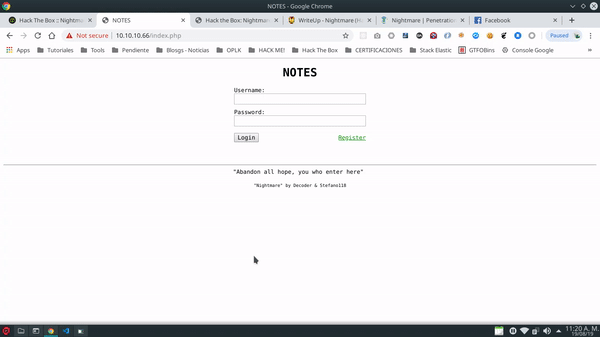 NOTES - Google Chrome
Hack The Box :: Nightm
NOTES
Hack the Box: Nightmar
WriteUp - Nightmare (H
Nightmare | Penetration
Facebook
Not secure | 10.10.10.66/index.php
Paused
Apps
Tutoriales
Tools
Pendiente
Blosgs - Noticias
OPLK
HACK ME!
Hack The Box
CERTIFICACIONES
Stack Elastic
GTFOBins
Console Google
NOTES
Username:
Password:
Login
Register
"Abandon all hope, you who enter here"
"Nightmare" by Decoder & Stefano118
11:20 A. M.
19/08/19